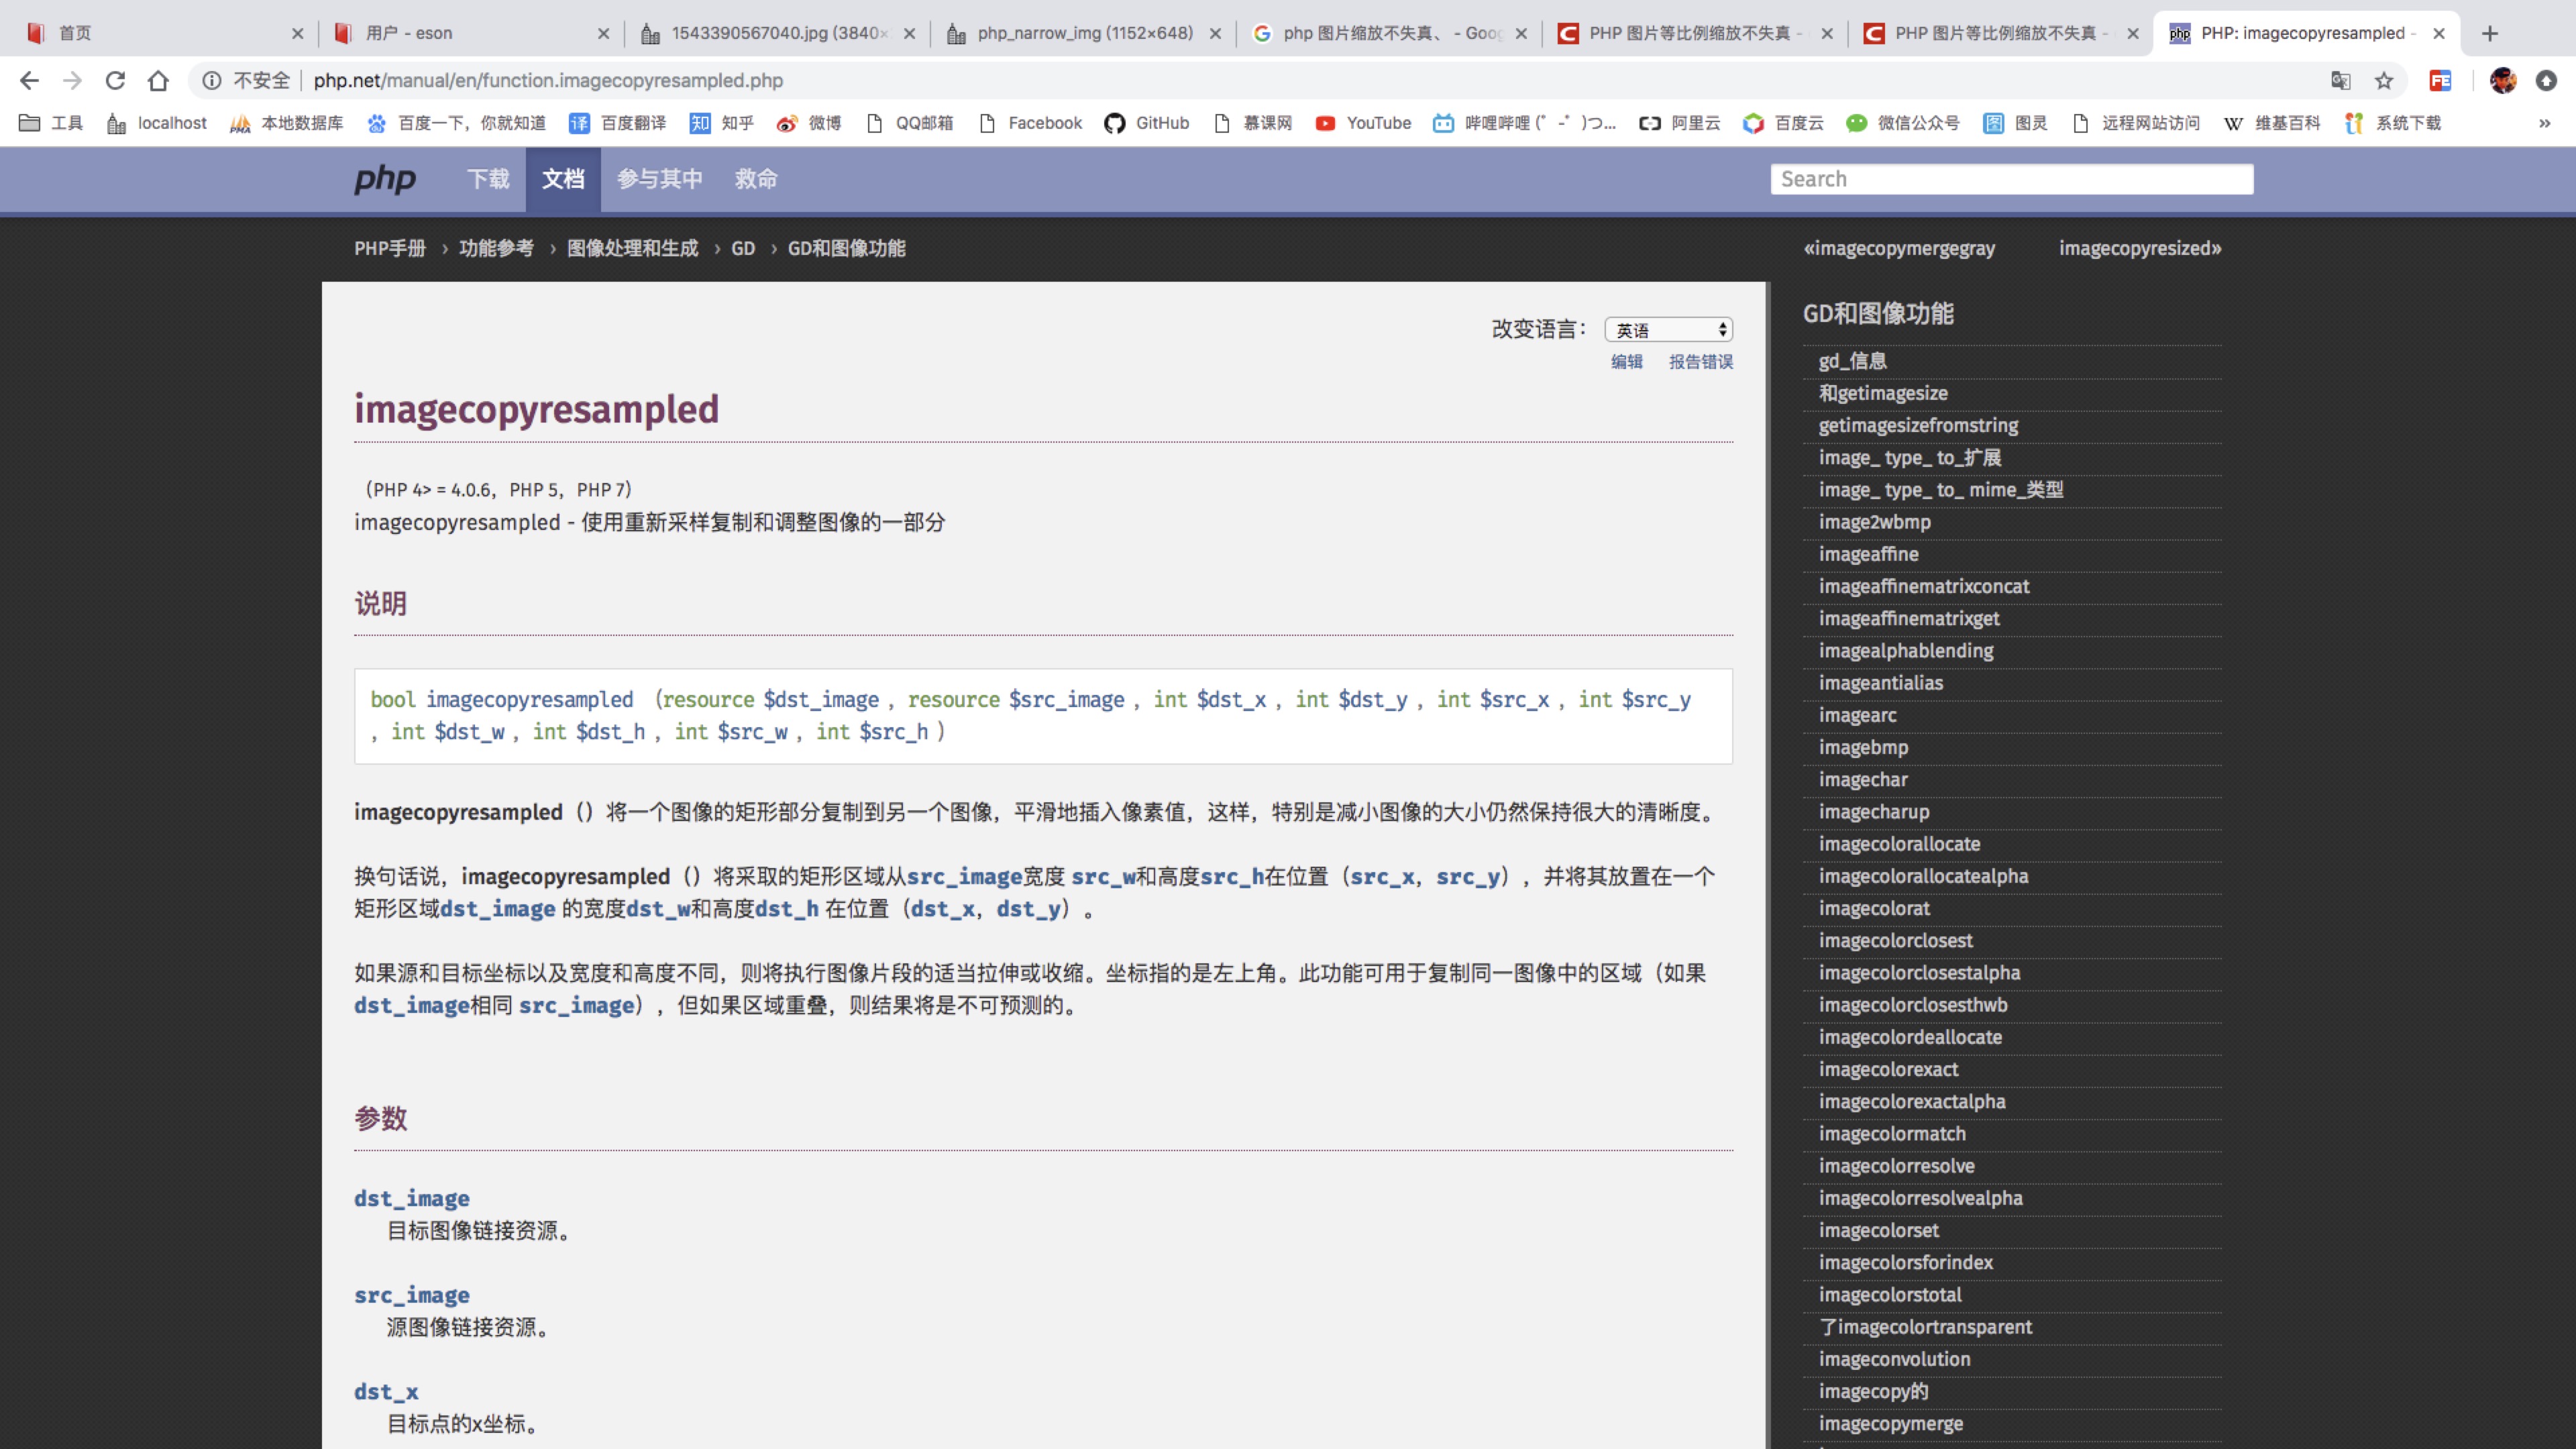 首页
用户 - eson
1543390567040.jpg (3840×
php_narrow_img (1152×648)
php 图片缩放不失真、 - Goog
PHP 图片等比例缩放不失真 -
PHP 图片等比例缩放不失真 -
PHP: imagecopyresampled -
不安全 php.net/manual/en/function.imagecopyresampled.php
工具 localhost 本地数据库 百度一下，你就知道 百度翻译 知乎 微博 QQ邮箱 Facebook GitHub 慕课网 YouTube 哔哩哔哩 (゜-゜)つ... 阿里云 百度云 微信公众号 图灵 远程网站访问 维基百科 系统下载 »
php 下载 文档 参与其中 救命 Search
PHP手册 › 功能参考 › 图像处理和生成 › GD › GD和图像功能
«imagecopymergegray imagecopyresized»
改变语言： 英语
编辑 报告错误
imagecopyresampled
（PHP 4> = 4.0.6，PHP 5，PHP 7）
imagecopyresampled - 使用重新采样复制和调整图像的一部分
说明
bool imagecopyresampled （resource $dst_image , resource $src_image , int $dst_x , int $dst_y , int $src_x , int $src_y
, int $dst_w , int $dst_h , int $src_w , int $src_h ）
imagecopyresampled（）将一个图像的矩形部分复制到另一个图像，平滑地插入像素值，这样，特别是减小图像的大小仍然保持很大的清晰度。
换句话说，imagecopyresampled（）将采取的矩形区域从src_image宽度 src_w和高度src_h在位置（src_x，src_y），并将其放置在一个
矩形区域dst_image 的宽度dst_w和高度dst_h 在位置（dst_x，dst_y）。
如果源和目标坐标以及宽度和高度不同，则将执行图像片段的适当拉伸或收缩。坐标指的是左上角。此功能可用于复制同一图像中的区域（如果
dst_image相同 src_image），但如果区域重叠，则结果将是不可预测的。
参数
dst_image
目标图像链接资源。
src_image
源图像链接资源。
dst_x
目标点的x坐标。
GD和图像功能
gd_信息
和getimagesize
getimagesizefromstring
image_ type_ to_扩展
image_ type_ to_ mime_类型
image2wbmp
imageaffine
imageaffinematrixconcat
imageaffinematrixget
imagealphablending
imageantialias
imagearc
imagebmp
imagechar
imagecharup
imagecolorallocate
imagecolorallocatealpha
imagecolorat
imagecolorclosest
imagecolorclosestalpha
imagecolorclosesthwb
imagecolordeallocate
imagecolorexact
imagecolorexactalpha
imagecolormatch
imagecolorresolve
imagecolorresolvealpha
imagecolorset
imagecolorsforindex
imagecolorstotal
了imagecolortransparent
imageconvolution
imagecopy的
imagecopymerge